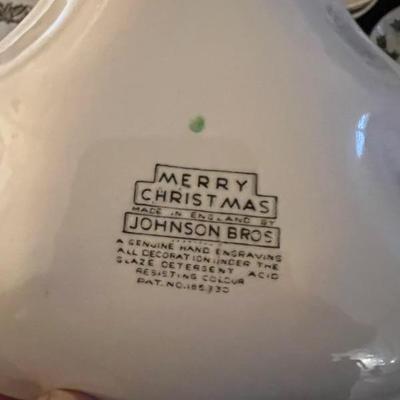 MERRY
CHRISTMAS
MADE IN ENGLAND BY
JOHNSON BROS
A GENUINE HAND ENGRAVING
ALL DECORATION UNDER THE
GLAZE DETERGENT ACID
RESISTING COLOUR
PAT. NO. 185730